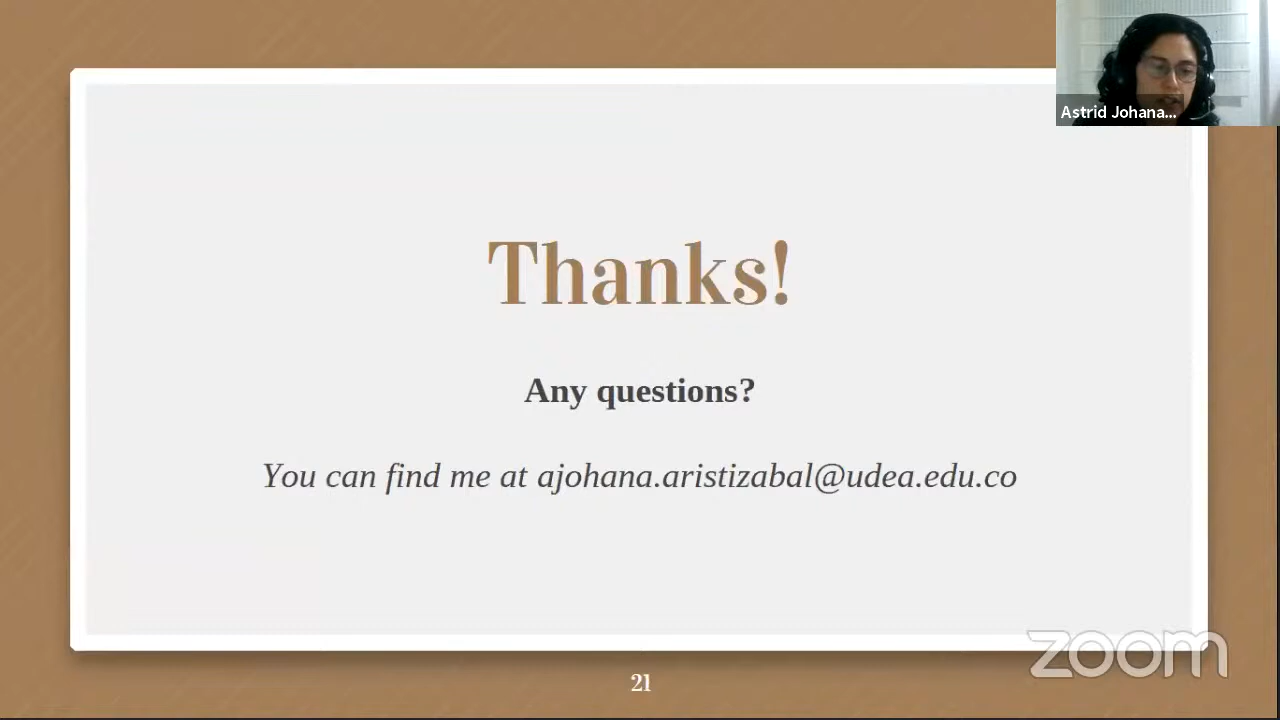 Astrid Johana...
Thanks!
Any questions?
You can find me at ajohana.aristizabal@udea.edu.co
zoom
21